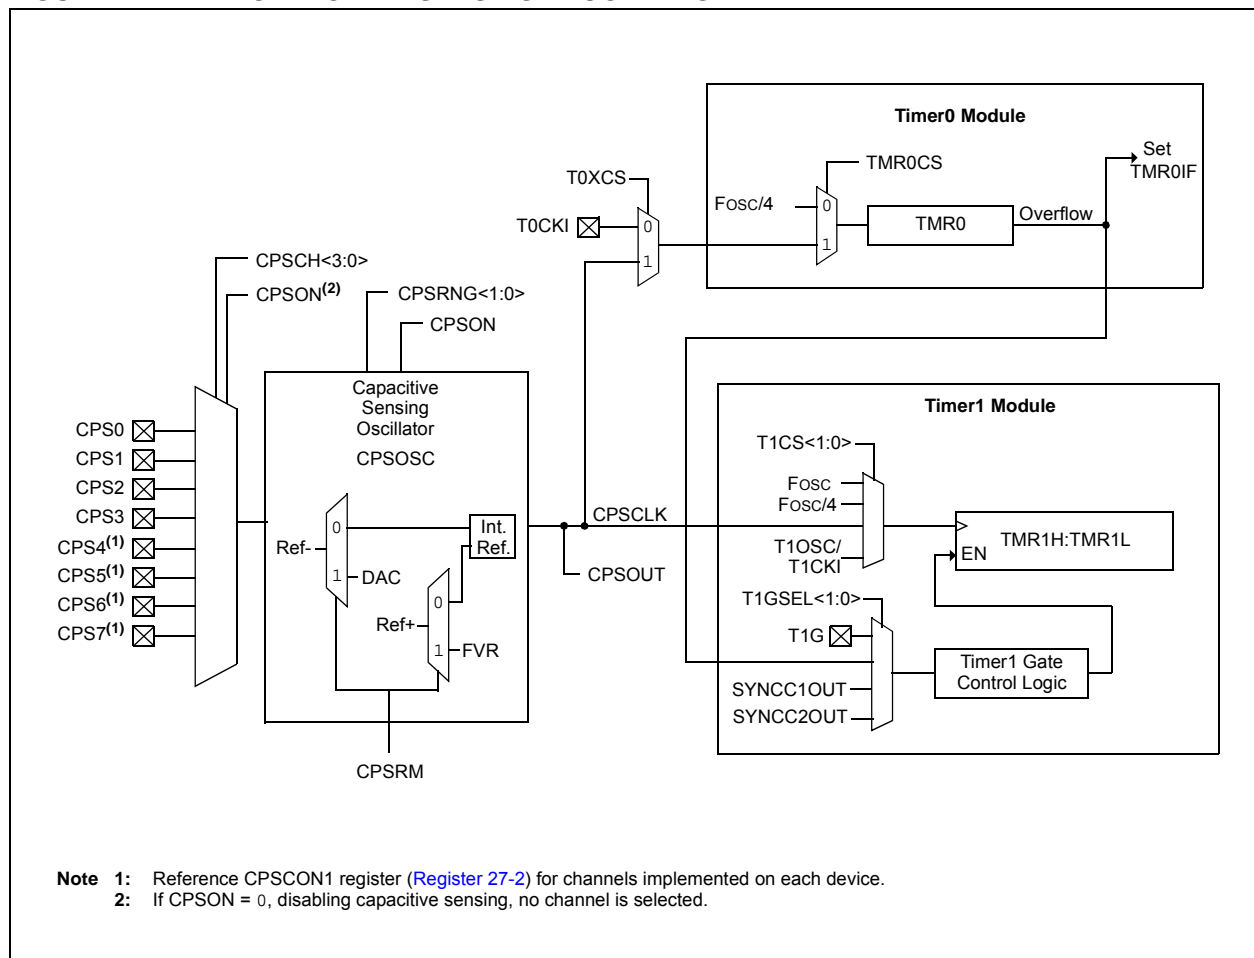 Timer0 Module
Set
TMR0IF
TMR0CS
T0XCS
FOSC/4
0
T0CKI
0
TMR0
Overflow
1
1
CPSCH<3:0>
CPSON(2)
CPSRNG<1:0>
CPSON
Capacitive
Sensing
Oscillator
CPSOSC
Timer1 Module
CPS0
CPS1
CPS2
CPS3
CPS4(1)
CPS5(1)
CPS6(1)
CPS7(1)
T1CS<1:0>
FOSC
FOSC/4
CPSCLK
0
Int.
Ref.
Ref-
1
DAC
CPSOUT
T1OSC/
T1CKI
TMR1H:TMR1L
EN
0
Ref+
1
FVR
T1GSEL<1:0>
T1G
Timer1 Gate
Control Logic
SYNCC1OUT
SYNCC2OUT
CPSRM
Note 1: Reference CPSCON1 register (Register 27-2) for channels implemented on each device.
2: If CPSON = 0, disabling capacitive sensing, no channel is selected.